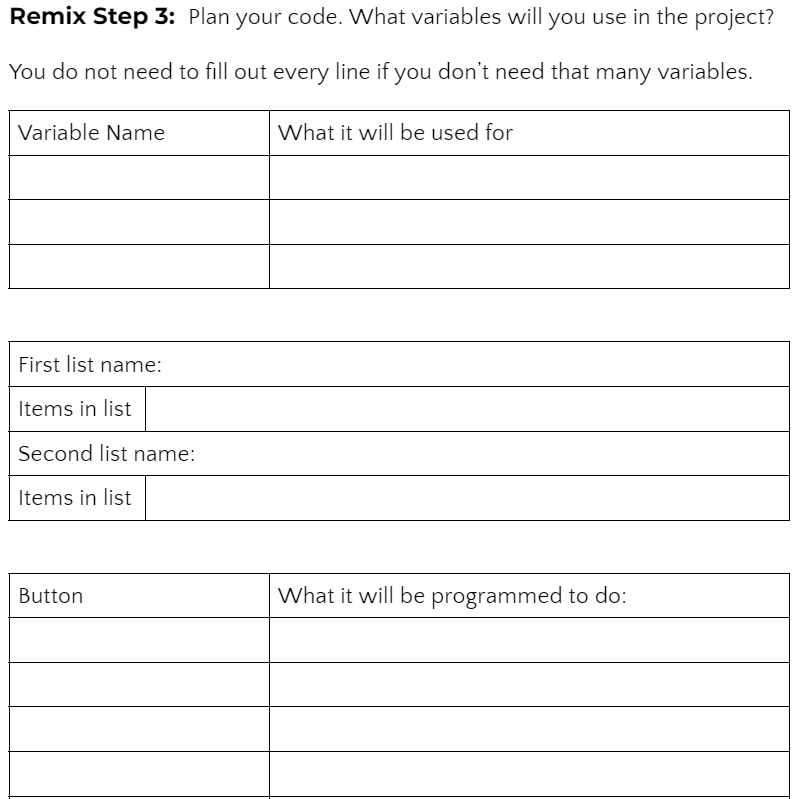 Remix Step 3: Plan your code. What variables will you use in the project?
You do not need to fill out every line if you don't need that many variables.
Variable Name What it will be used for
First list name:
Items in list
Second list name:
Items in list
Button What it will be programmed to do: